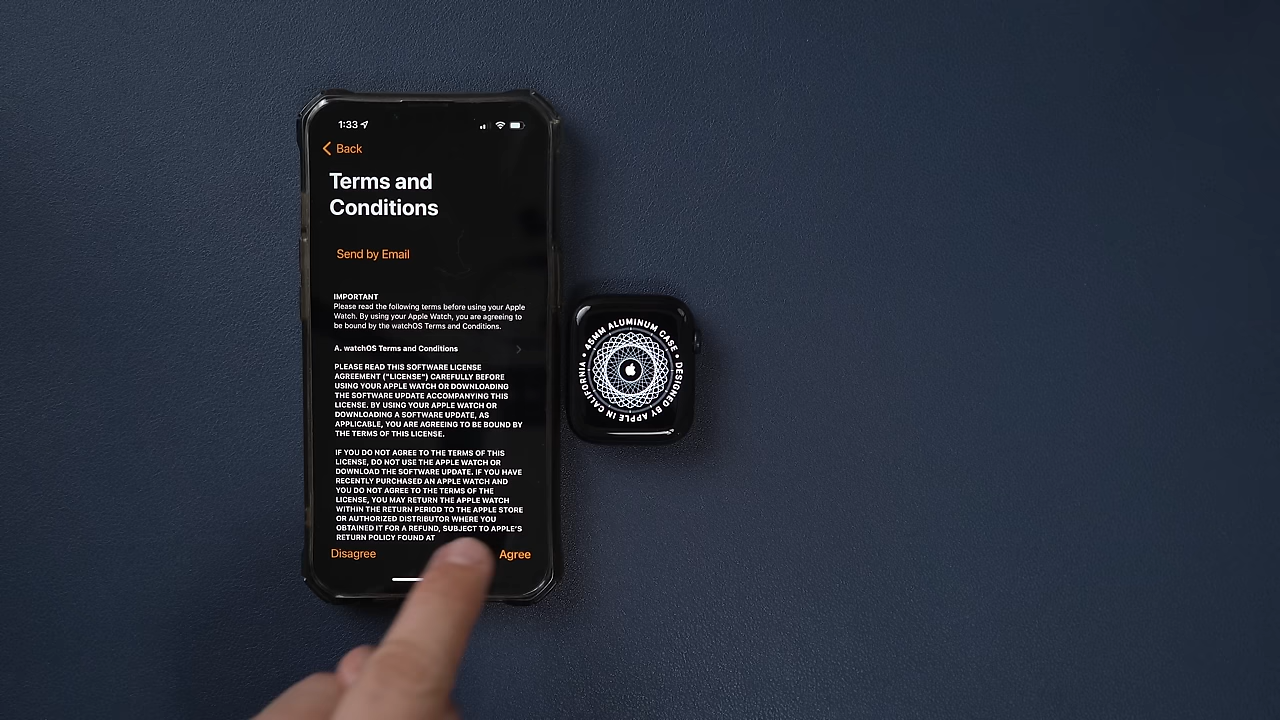 1:33
Back
Terms and
Conditions
Send by Email
IMPORTANT
Please read the following terms before using your Apple
Watch. By using your Apple Watch, you are agreeing to
be bound by the watchOS Terms and Conditions.
A. watchOS Terms and Conditions
PLEASE READ THIS SOFTWARE LICENSE
AGREEMENT ("LICENSE") CAREFULLY BEFORE
USING YOUR APPLE WATCH OR DOWNLOADING
THE SOFTWARE UPDATE ACCOMPANYING THIS
LICENSE. BY USING YOUR APPLE WATCH OR
DOWNLOADING A SOFTWARE UPDATE, AS
APPLICABLE, YOU ARE AGREEING TO BE BOUND BY
THE TERMS OF THIS LICENSE.
IF YOU DO NOT AGREE TO THE TERMS OF THIS
LICENSE, DO NOT USE THE APPLE WATCH OR
DOWNLOAD THE SOFTWARE UPDATE. IF YOU HAVE
RECENTLY PURCHASED AN APPLE WATCH AND
YOU DO NOT AGREE TO THE TERMS OF THE
LICENSE, YOU MAY RETURN THE APPLE WATCH
WITHIN THE RETURN PERIOD TO THE APPLE STORE
OR AUTHORIZED DISTRIBUTOR WHERE YOU
OBTAINED IT FOR A REFUND, SUBJECT TO APPLE'S
RETURN POLICY FOUND AT
Disagree
Agree
45MM ALUMINUM CASE • DESIGNED BY APPLE IN CALIFORNIA •